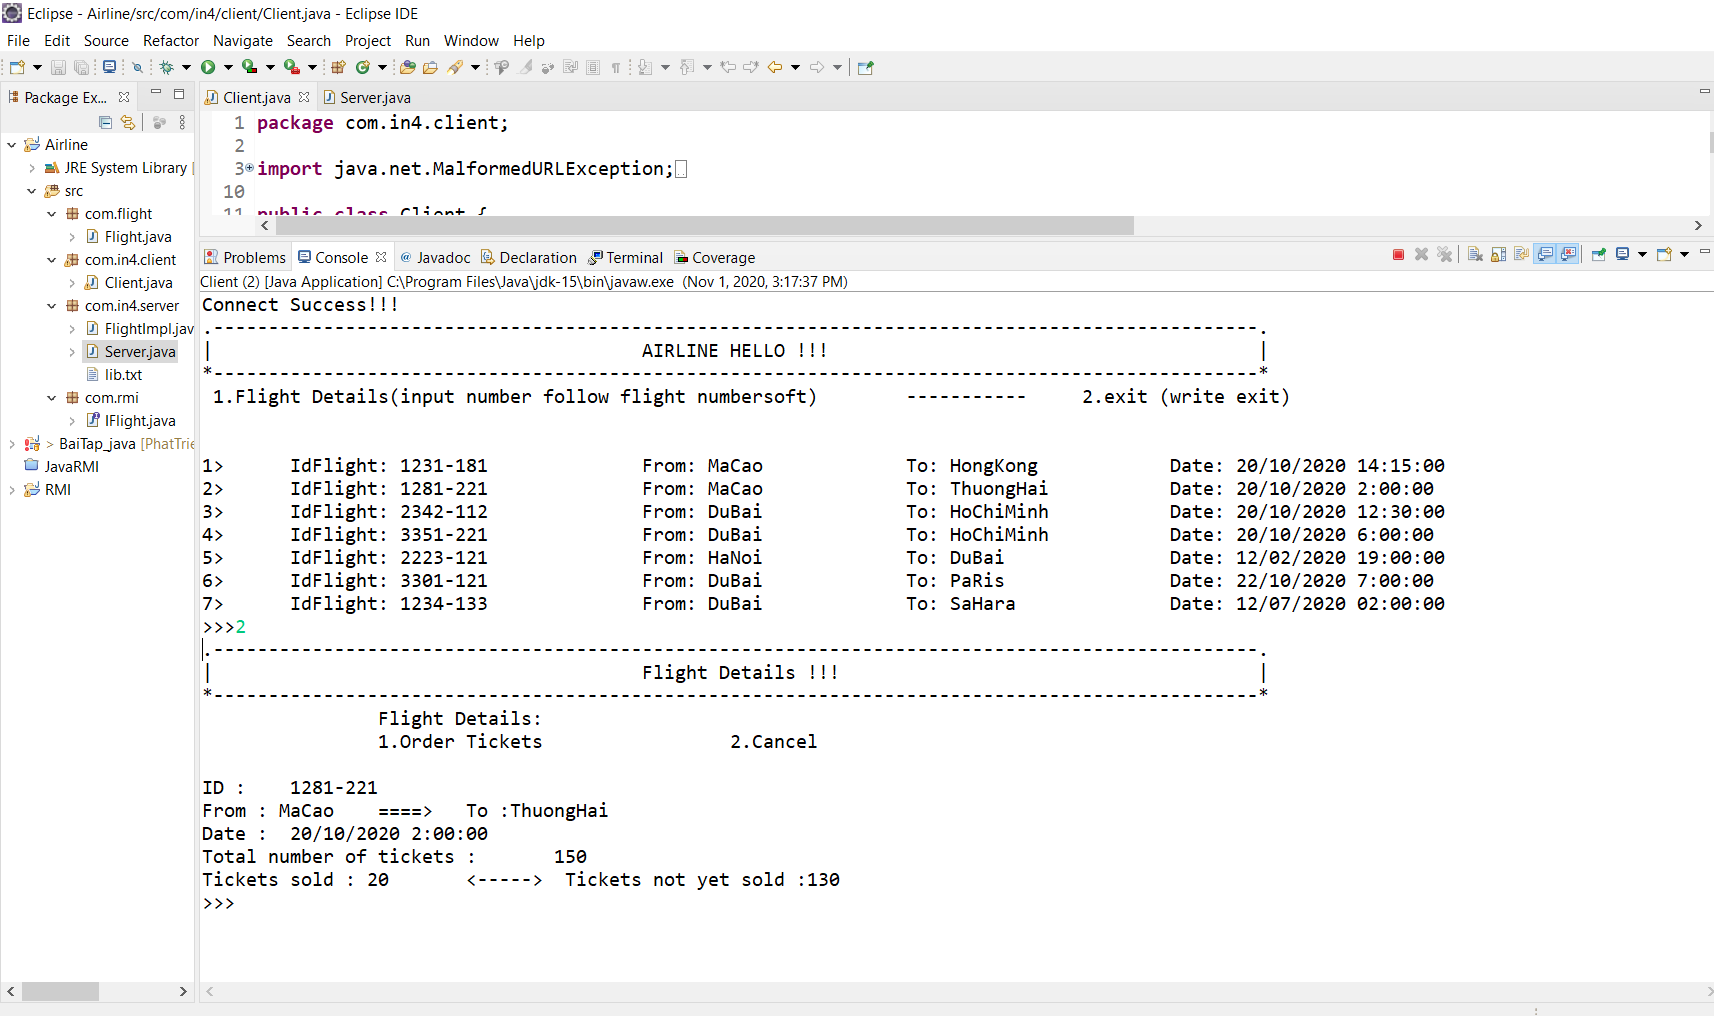 Eclipse - Airline/src/com/in4/client/Client.java - Eclipse IDE
File Edit Source Refactor Navigate Search Project Run Window Help
Package Ex...
Airline
JRE System Library [
src
com.flight
Flight.java
com.in4.client
Client.java
com.in4.server
FlightImpl.jav
Server.java
lib.txt
com.rmi
IFlight.java
> BaiTap_java [PhatTrie
JavaRMI
RMI
Client.java Server.java
1 package com.in4.client;
2
3 import java.net.MalformedURLException;
10
11 public class Client {
Problems Console @ Javadoc Declaration Terminal Coverage
Client (2) [Java Application] C:\Program Files\Java\jdk-15\bin\javaw.exe (Nov 1, 2020, 3:17:37 PM)
Connect Success!!!
.-----------------------------------------------------------------------------------------------.
| AIRLINE HELLO !!! |
*-----------------------------------------------------------------------------------------------*
1.Flight Details(input number follow flight numbersoft) ----------- 2.exit (write exit)
1> IdFlight: 1231-181 From: MaCao To: HongKong Date: 20/10/2020 14:15:00
2> IdFlight: 1281-221 From: MaCao To: ThuongHai Date: 20/10/2020 2:00:00
3> IdFlight: 2342-112 From: DuBai To: HoChiMinh Date: 20/10/2020 12:30:00
4> IdFlight: 3351-221 From: DuBai To: HoChiMinh Date: 20/10/2020 6:00:00
5> IdFlight: 2223-121 From: HaNoi To: DuBai Date: 12/02/2020 19:00:00
6> IdFlight: 3301-121 From: DuBai To: PaRis Date: 22/10/2020 7:00:00
7> IdFlight: 1234-133 From: DuBai To: SaHara Date: 12/07/2020 02:00:00
>>>2
.-----------------------------------------------------------------------------------------------.
| Flight Details !!! |
*-----------------------------------------------------------------------------------------------*
Flight Details:
1.Order Tickets 2.Cancel
ID : 1281-221
From : MaCao ====> To :ThuongHai
Date : 20/10/2020 2:00:00
Total number of tickets : 150
Tickets sold : 20 <-----> Tickets not yet sold :130
>>>